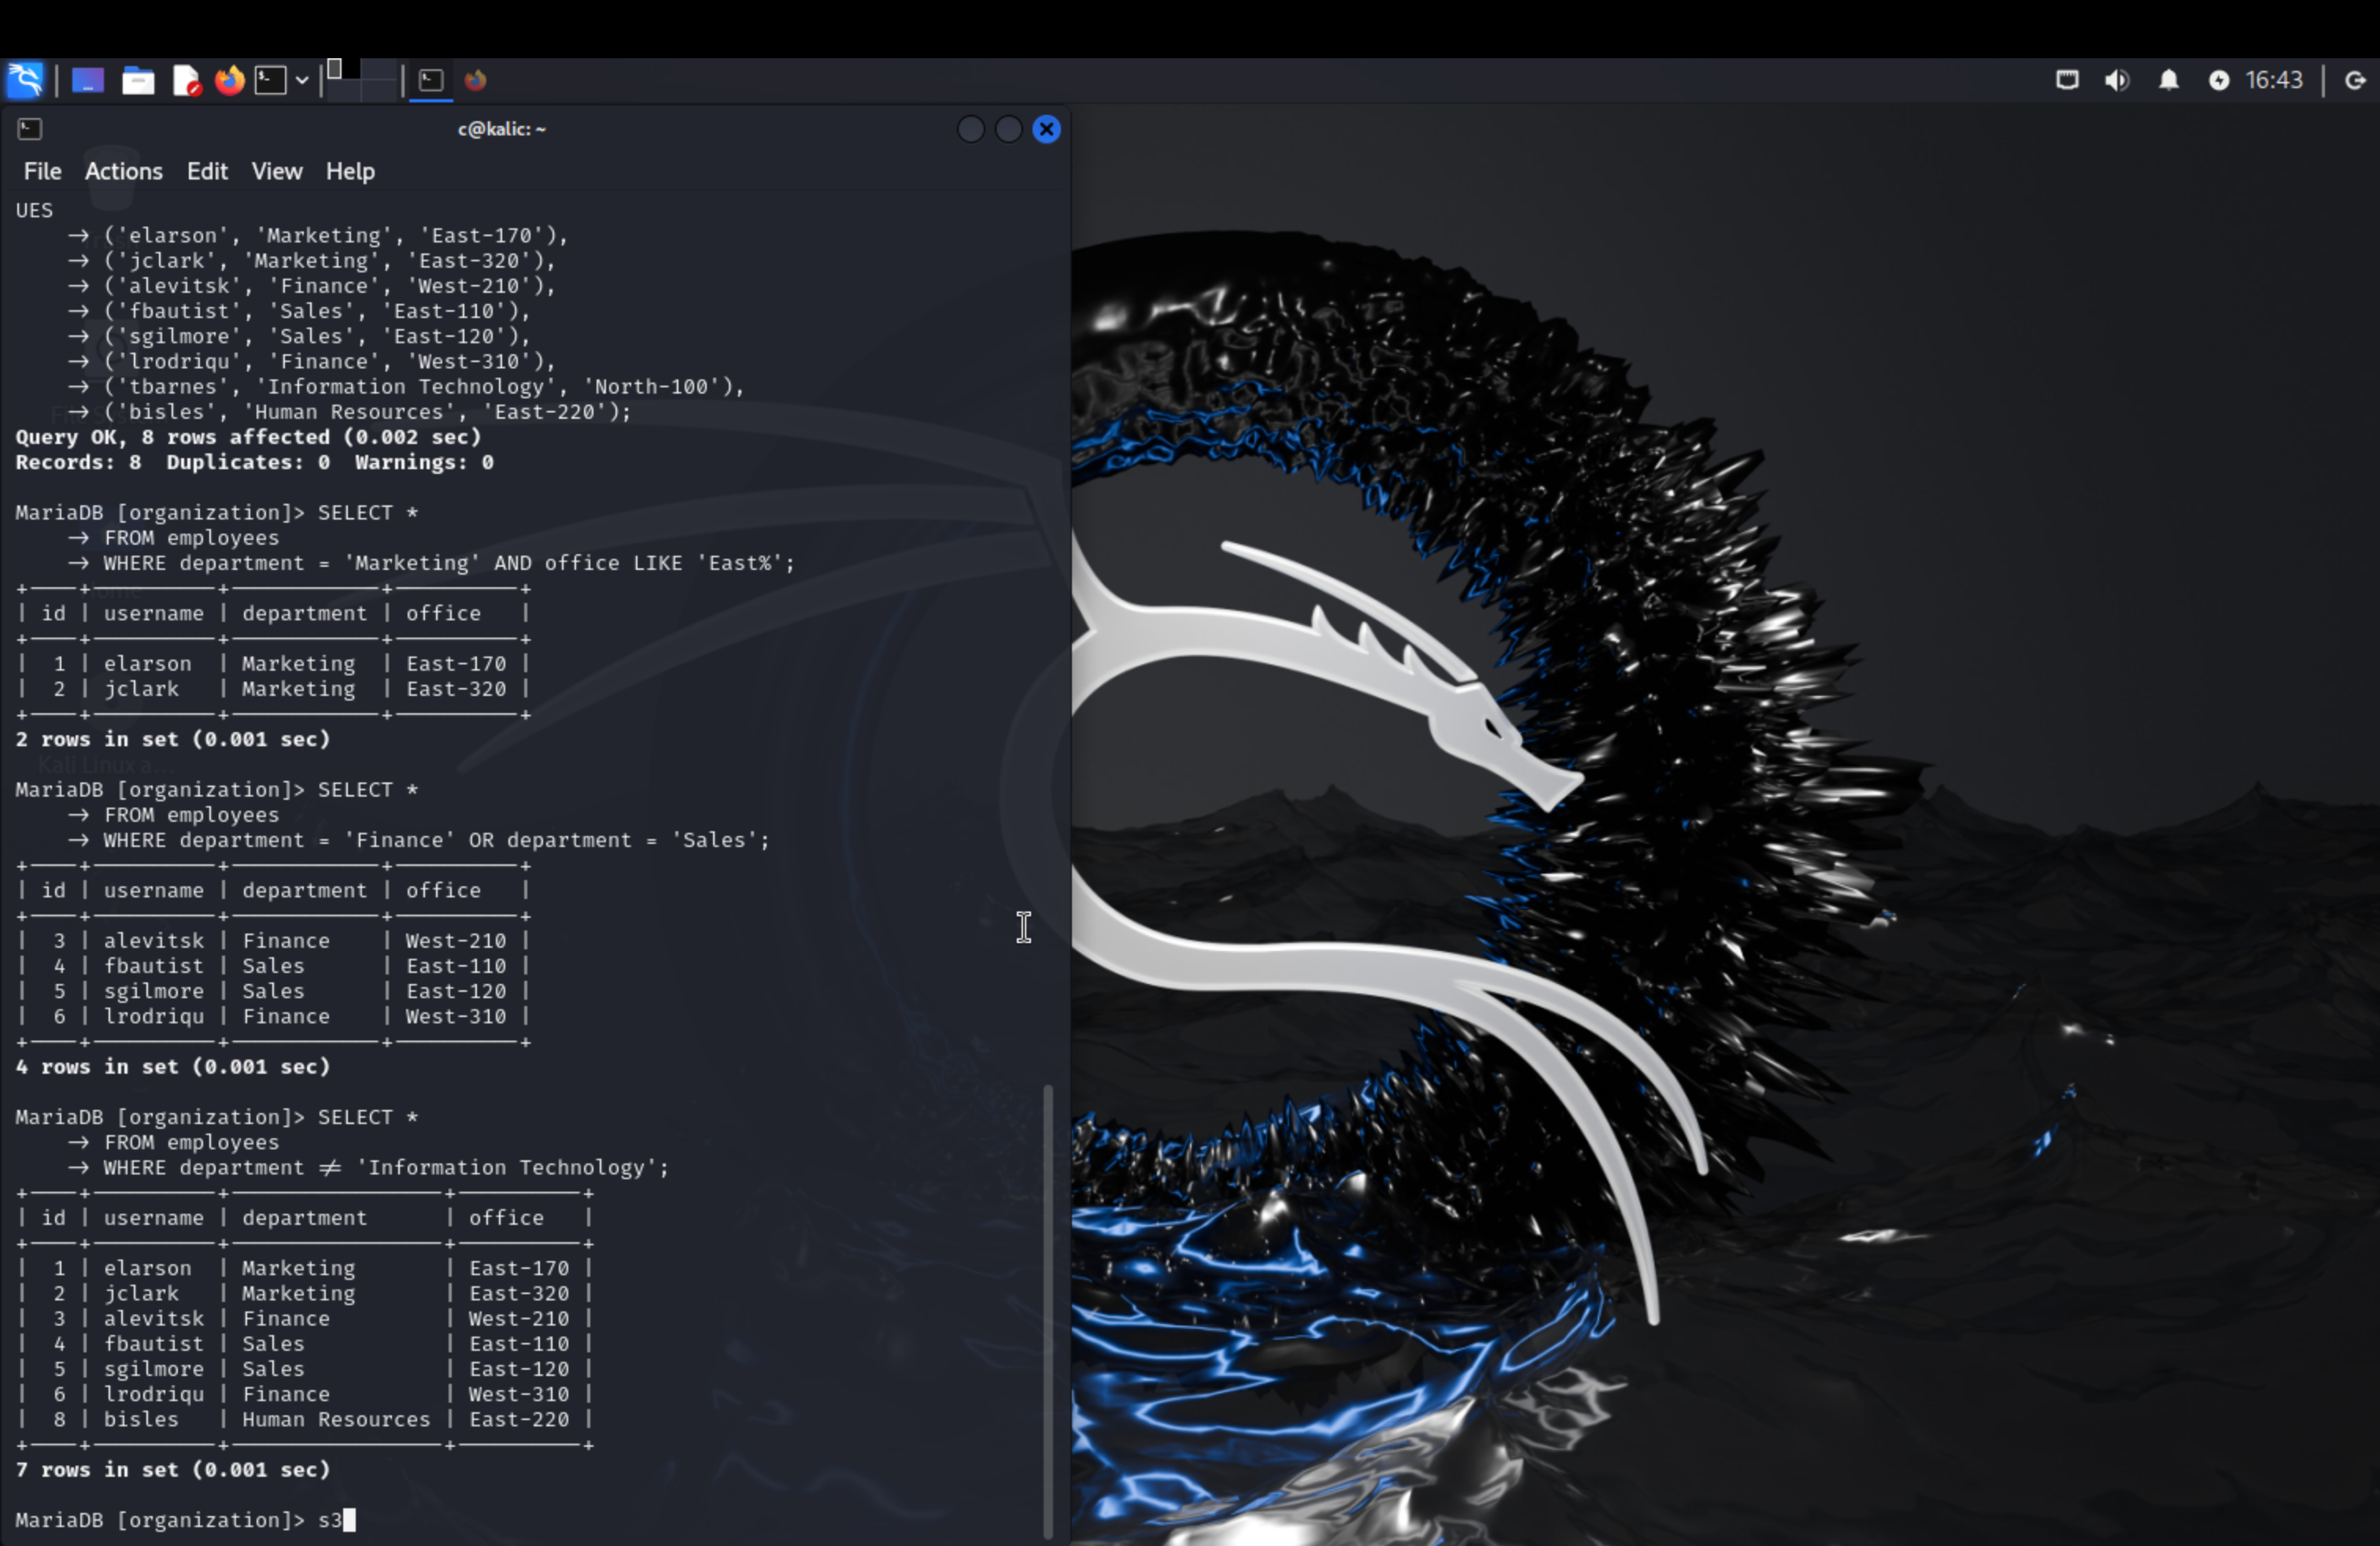 16:43
c@kalic: ~
File Actions Edit View Help
UES
    → ('elarson', 'Marketing', 'East-170'),
    → ('jclark', 'Marketing', 'East-320'),
    → ('alevitsk', 'Finance', 'West-210'),
    → ('fbautist', 'Sales', 'East-110'),
    → ('sgilmore', 'Sales', 'East-120'),
    → ('lrodriqu', 'Finance', 'West-310'),
    → ('tbarnes', 'Information Technology', 'North-100'),
    → ('bisles', 'Human Resources', 'East-220');
Query OK, 8 rows affected (0.002 sec)
Records: 8  Duplicates: 0  Warnings: 0
MariaDB [organization]> SELECT *
    → FROM employees
    → WHERE department = 'Marketing' AND office LIKE 'East%';
| id | username | department | office   |
|  1 | elarson  | Marketing  | East-170 |
|  2 | jclark   | Marketing  | East-320 |
2 rows in set (0.001 sec)
Kali Linux a...
MariaDB [organization]> SELECT *
    → FROM employees
    → WHERE department = 'Finance' OR department = 'Sales';
| id | username | department | office   |
|  3 | alevitsk | Finance    | West-210 |
|  4 | fbautist | Sales      | East-110 |
|  5 | sgilmore | Sales      | East-120 |
|  6 | lrodriqu | Finance    | West-310 |
4 rows in set (0.001 sec)
MariaDB [organization]> SELECT *
    → FROM employees
    → WHERE department ≠ 'Information Technology';
| id | username | department      | office   |
|  1 | elarson  | Marketing       | East-170 |
|  2 | jclark   | Marketing       | East-320 |
|  3 | alevitsk | Finance         | West-210 |
|  4 | fbautist | Sales           | East-110 |
|  5 | sgilmore | Sales           | East-120 |
|  6 | lrodriqu | Finance         | West-310 |
|  8 | bisles   | Human Resources | East-220 |
7 rows in set (0.001 sec)
MariaDB [organization]> s3